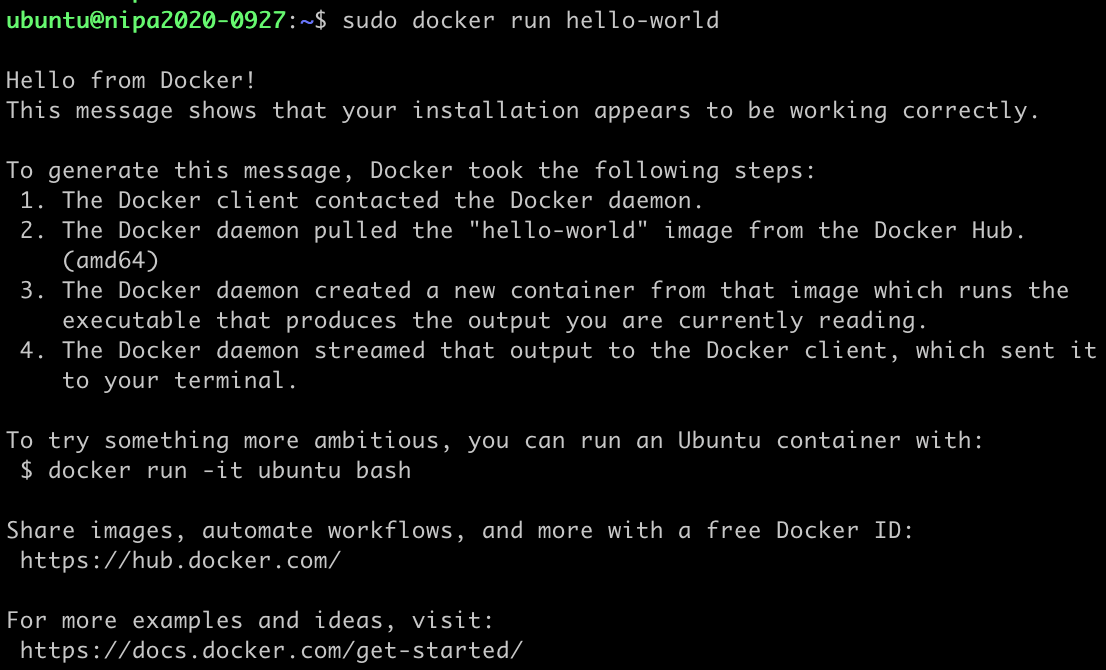 ubuntu@nipa2020-0927:~$ sudo docker run hello-world
Hello from Docker!
This message shows that your installation appears to be working correctly.
To generate this message, Docker took the following steps:
1. The Docker client contacted the Docker daemon.
2. The Docker daemon pulled the "hello-world" image from the Docker Hub.
(amd64)
3. The Docker daemon created a new container from that image which runs the
executable that produces the output you are currently reading.
4. The Docker daemon streamed that output to the Docker client, which sent it
to your terminal.
To try something more ambitious, you can run an Ubuntu container with:
$ docker run -it ubuntu bash
Share images, automate workflows, and more with a free Docker ID:
https://hub.docker.com/
For more examples and ideas, visit:
https://docs.docker.com/get-started/